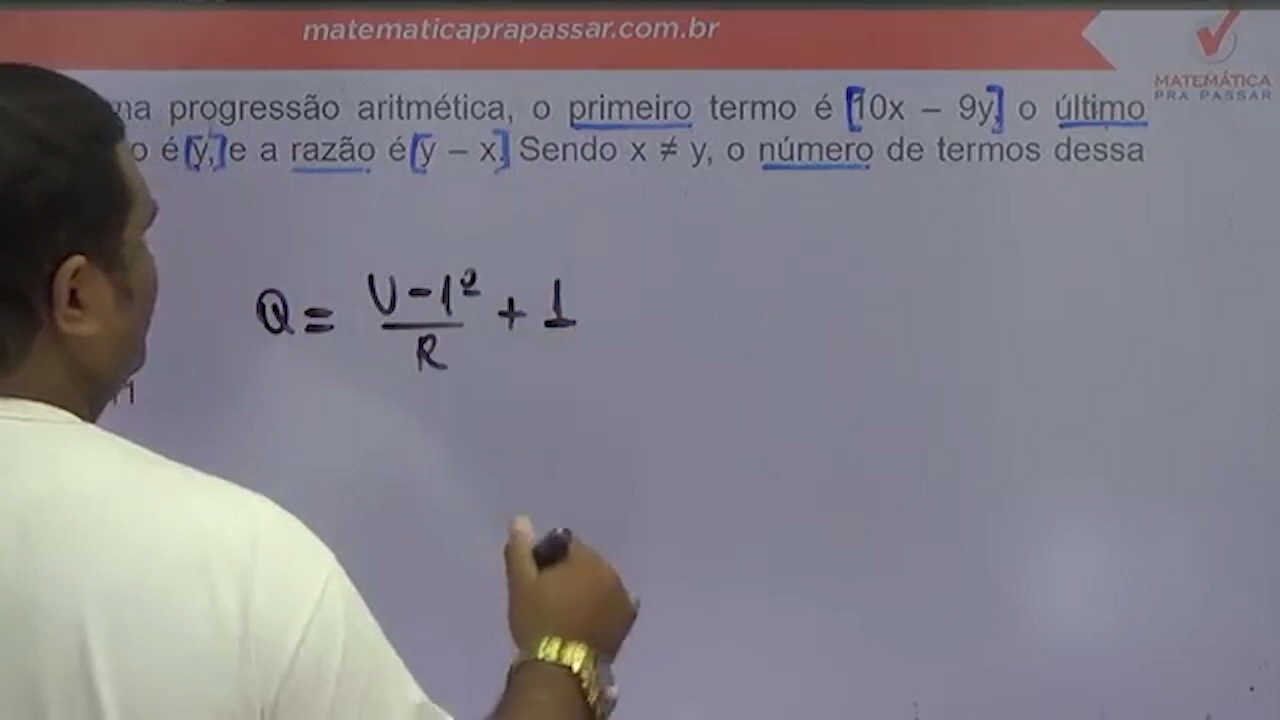 matematicaprapassar.com.br
MATEMÁTICA
PRA PASSAR
progressão aritmética, o primeiro termo é [10x – 9y,] o último
é [y,] e a razão é [y – x.] Sendo x ≠ y, o número de termos dessa
Q = U - 1º / R + 1